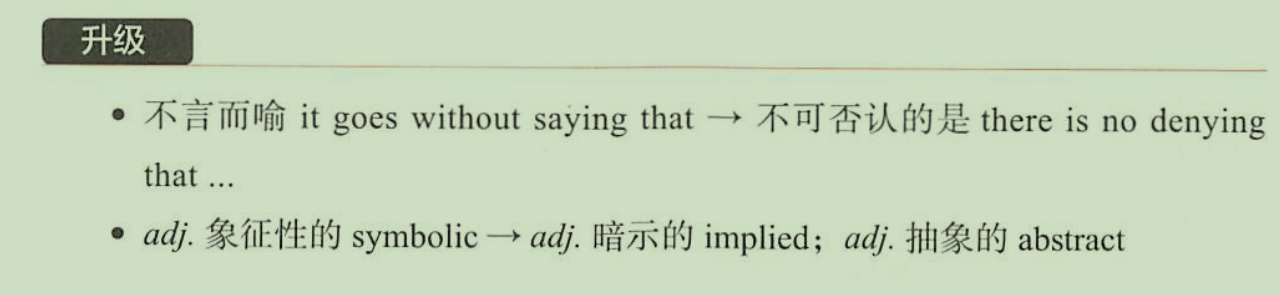 升级
• 不言而喻 it goes without saying that → 不可否认的是 there is no denying
that ...
• adj. 象征性的 symbolic → adj. 暗示的 implied；adj. 抽象的 abstract